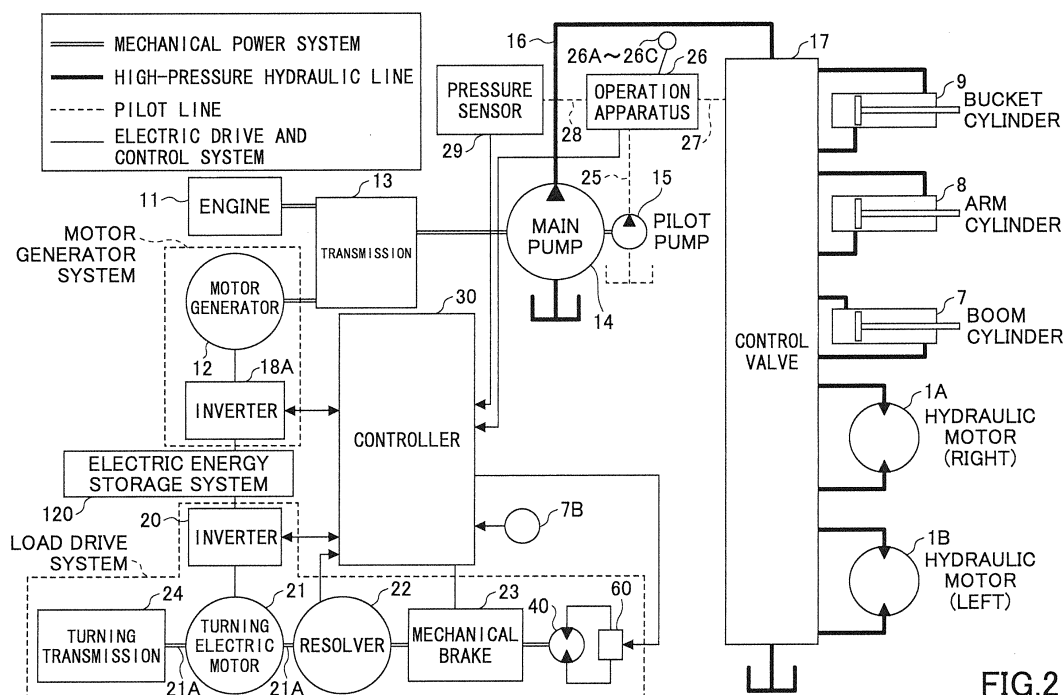 MECHANICAL POWER SYSTEM
HIGH-PRESSURE HYDRAULIC LINE
PILOT LINE
ELECTRIC DRIVE AND
CONTROL SYSTEM
16
17
26A～26C
26
PRESSURE
SENSOR
OPERATION
APPARATUS
29
28
27
9
BUCKET
CYLINDER
11
ENGINE
13
TRANSMISSION
25
15
MAIN
PUMP
PILOT
PUMP
14
8
ARM
CYLINDER
MOTOR
GENERATOR
SYSTEM
MOTOR
GENERATOR
12
18A
INVERTER
30
CONTROLLER
CONTROL
VALVE
7
BOOM
CYLINDER
1A
HYDRAULIC
MOTOR
(RIGHT)
ELECTRIC ENERGY
STORAGE SYSTEM
120
20
INVERTER
7B
1B
HYDRAULIC
MOTOR
(LEFT)
LOAD DRIVE
SYSTEM
24
TURNING
TRANSMISSION
21
TURNING
ELECTRIC
MOTOR
22
RESOLVER
23
MECHANICAL
BRAKE
40
60
21A
21A
FIG.2